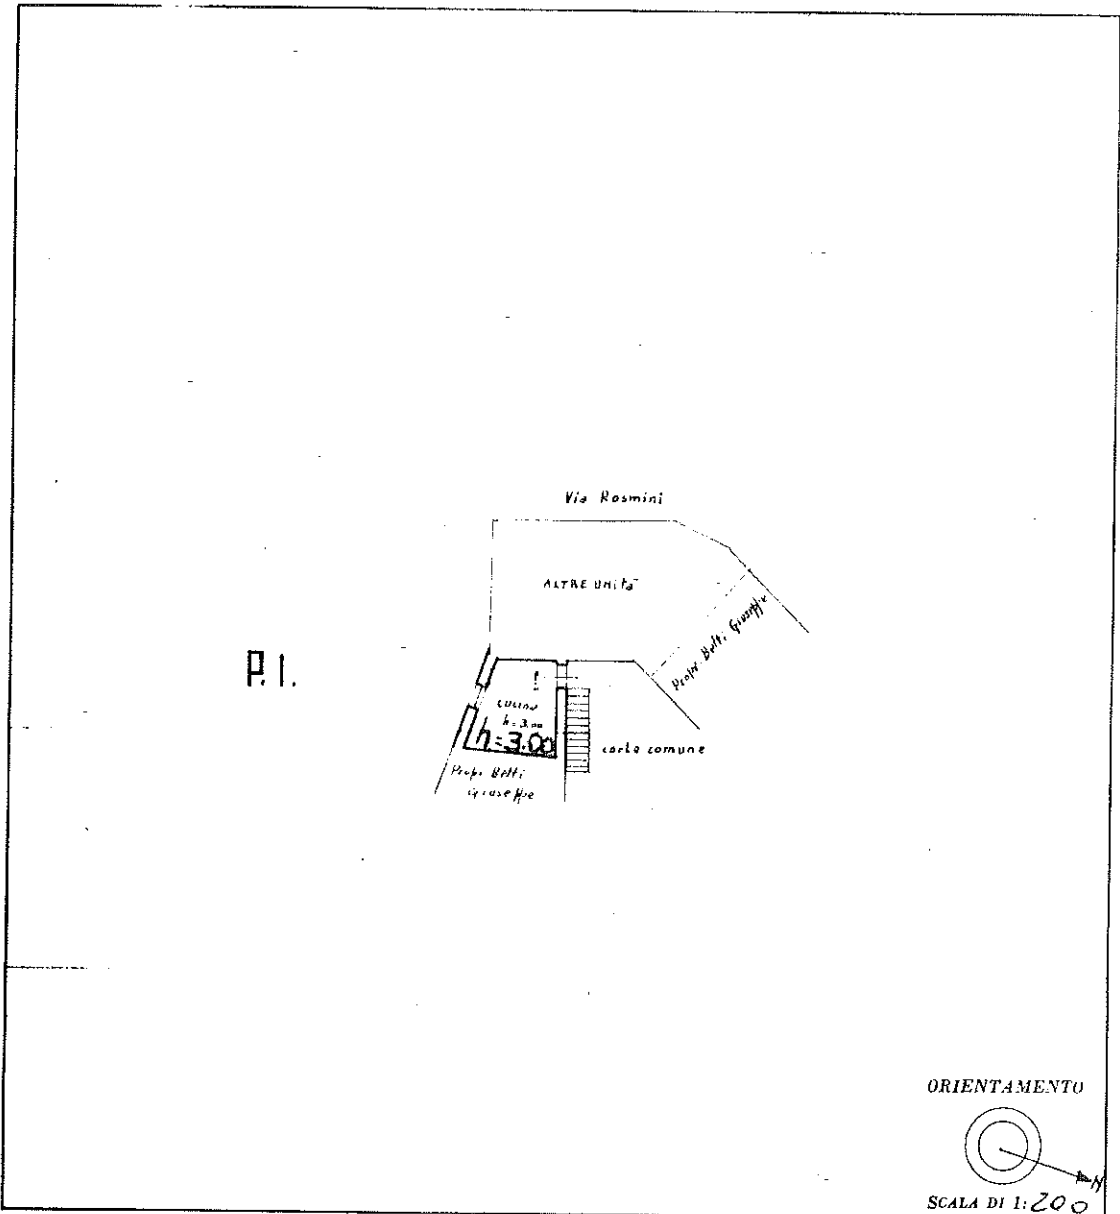 Via Rosmini
ALTRE UNITÀ
Propr. Betti Giuseppe
P. 1.
CUCINA
h = 3.00
h = 3.00
corte comune
Propr. Betti
Giuseppe
ORIENTAMENTO
N
SCALA DI 1: 200